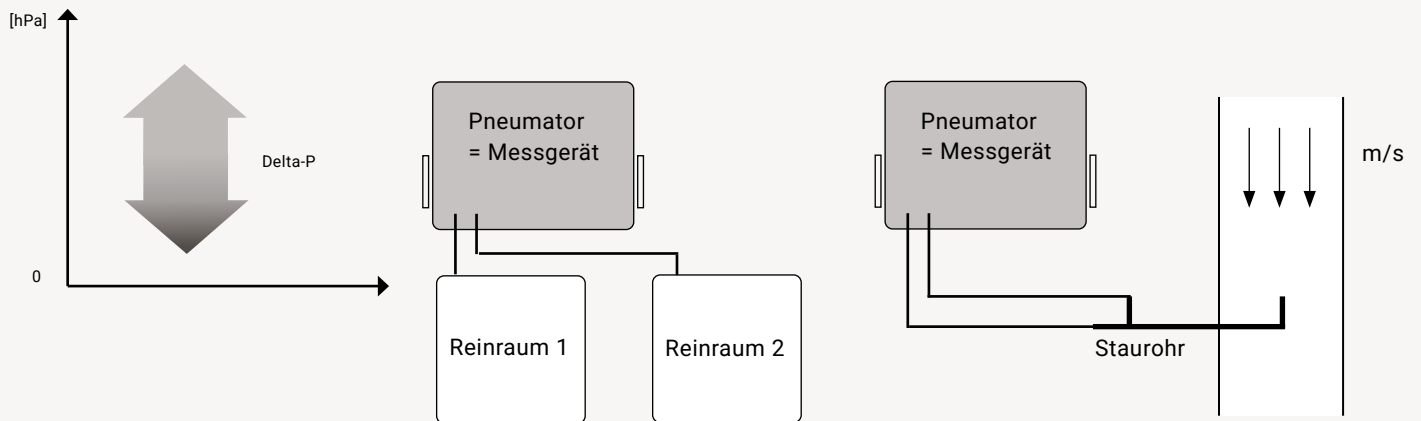 [hPa]
Delta-P
0
Pneumator
= Messgerät
Reinraum 1
Reinraum 2
Pneumator
= Messgerät
m/s
Staurohr